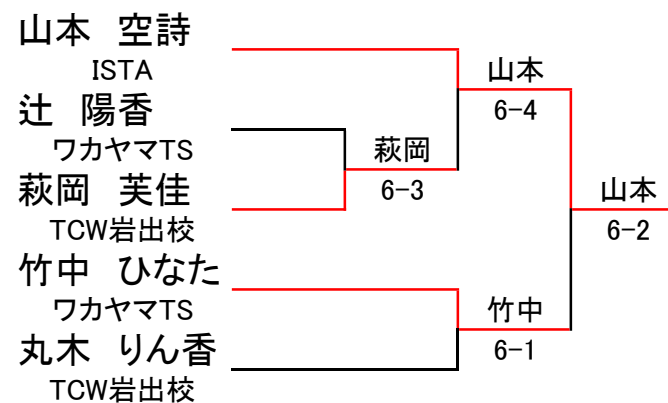 山本　空詩
ISTA
辻　陽香
ワカヤマTS
萩岡　芙佳
TCW岩出校
竹中　ひなた
ワカヤマTS
丸木　りん香
TCW岩出校
萩岡
6-3
山本
6-4
竹中
6-1
山本
6-2